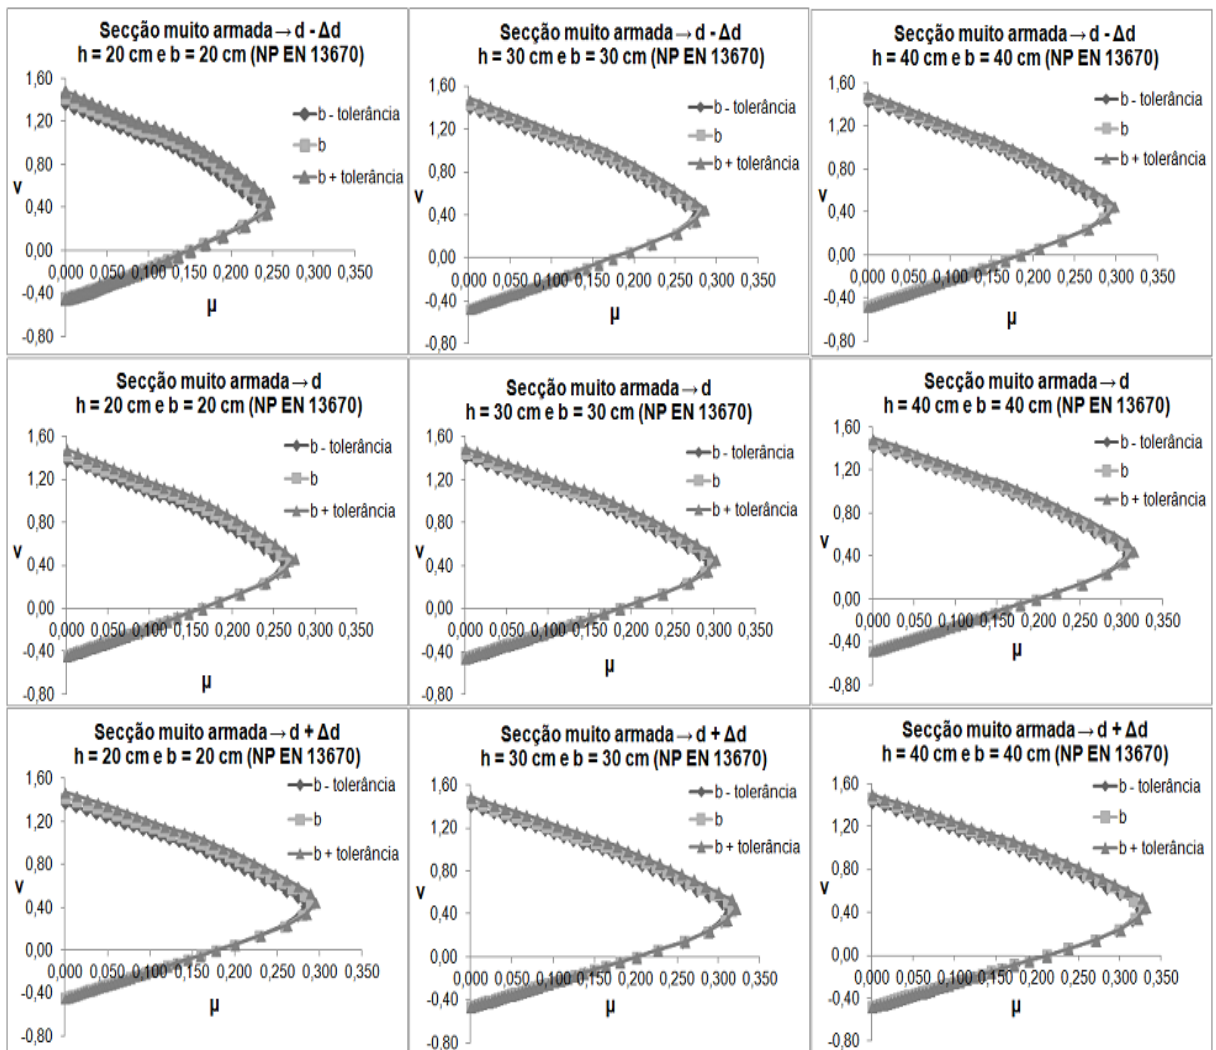 Secção muito armada → d - Δd
h = 20 cm e b = 20 cm (NP EN 13670)
1,60
1,20
0,80
0,40
0,00
-0,40
-0,80
v
0,000 0,050 0,100 0,150 0,200 0,250 0,300 0,350
μ
b - tolerância
b
b + tolerância
Secção muito armada → d - Δd
h = 30 cm e b = 30 cm (NP EN 13670)
1,60
1,20
0,80
0,40
0,00
-0,40
-0,80
v
0,000 0,050 0,100 0,150 0,200 0,250 0,300 0,350
μ
b - tolerância
b
b + tolerância
Secção muito armada → d - Δd
h = 40 cm e b = 40 cm (NP EN 13670)
1,60
1,20
0,80
0,40
0,00
-0,40
-0,80
v
0,000 0,050 0,100 0,150 0,200 0,250 0,300 0,350
μ
b - tolerância
b
b + tolerância
Secção muito armada → d
h = 20 cm e b = 20 cm (NP EN 13670)
1,60
1,20
0,80
0,40
0,00
-0,40
-0,80
v
0,000 0,050 0,100 0,150 0,200 0,250 0,300 0,350
μ
b - tolerância
b
b + tolerância
Secção muito armada → d
h = 30 cm e b = 30 cm (NP EN 13670)
1,60
1,20
0,80
0,40
0,00
-0,40
-0,80
v
0,000 0,050 0,100 0,150 0,200 0,250 0,300 0,350
μ
b - tolerância
b
b + tolerância
Secção muito armada → d
h = 40 cm e b = 40 cm (NP EN 13670)
1,60
1,20
0,80
0,40
0,00
-0,40
-0,80
v
0,000 0,050 0,100 0,150 0,200 0,250 0,300 0,350
μ
b - tolerância
b
b + tolerância
Secção muito armada → d + Δd
h = 20 cm e b = 20 cm (NP EN 13670)
1,60
1,20
0,80
0,40
0,00
-0,40
-0,80
v
0,000 0,050 0,100 0,150 0,200 0,250 0,300 0,350
μ
b - tolerância
b
b + tolerância
Secção muito armada → d + Δd
h = 30 cm e b = 30 cm (NP EN 13670)
1,60
1,20
0,80
0,40
0,00
-0,40
-0,80
v
0,000 0,050 0,100 0,150 0,200 0,250 0,300 0,350
μ
b - tolerância
b
b + tolerância
Secção muito armada → d + Δd
h = 40 cm e b = 40 cm (NP EN 13670)
1,60
1,20
0,80
0,40
0,00
-0,40
-0,80
v
0,000 0,050 0,100 0,150 0,200 0,250 0,300 0,350
μ
b - tolerância
b
b + tolerância